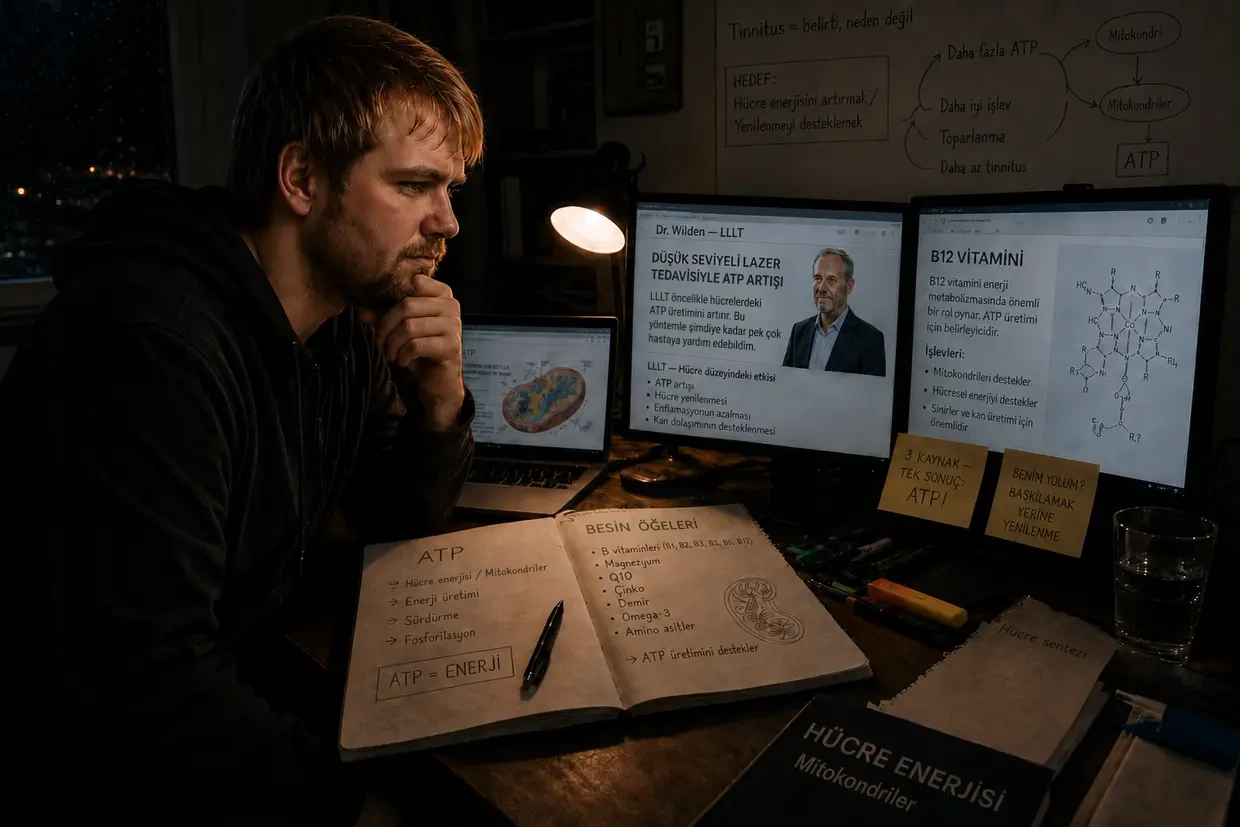 Tinnitus = belirti, neden değil
HEDEF:
Hücre enerjisini artırmak /
Yenilenmeyi desteklemek
Daha fazla ATP
Daha iyi işlev
Toparlanma
Daha az tinnitus
Mitokondri
Mitokondriler
ATP
Dr. Wilden — LLLT
DÜŞÜK SEVİYELİ LAZER
TEDAVİSİYLE ATP ARTIŞI
LLLT öncelikle hücrelerdeki
ATP üretimini artırır. Bu
yöntemle şimdiye kadar pek çok
hastaya yardım edebildim.
LLLT — Hücre düzeyindeki etkisi
• ATP artışı
• Hücre yenilenmesi
• Enflamasyonun azalması
• Kan dolaşımının desteklenmesi
B12 VİTAMİNİ
B12 vitamini enerji
metabolizmasında önemli
bir rol oynar. ATP üretimi
için belirleyicidir.
İşlevleri:
• Mitokondrileri destekler
• Hücresel enerjiyi destekler
• Sinirler ve kan üretimi için
önemlidir
3 KAYNAK –
TEK SONUÇ:
ATP!
BENİM YOLUM?
BASKILAMAK
YERİNE
YENİLENME
ATP
→ Hücre enerjisi / Mitokondriler
→ Enerji üretimi
→ Sürdürme
→ Fosforilasyon
ATP = ENERJİ
BESİN ÖĞELERİ
• B vitaminleri (B1, B2, B3, B3, B6, B12)
• Magnezyum
• Q10
• Çinko
• Demir
• Omega-3
• Amino asitler
→ ATP üretimini destekler
Hücre sentezi
HÜCRE ENERJİSİ
Mitokondriler